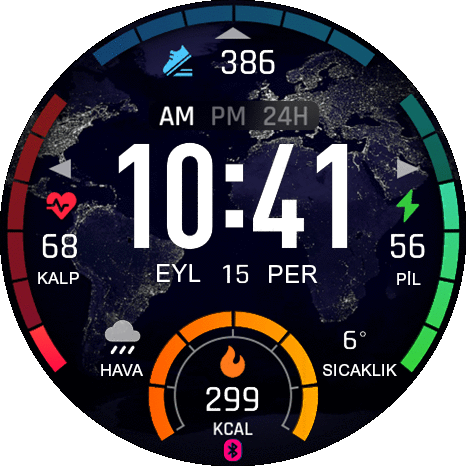 386
AM PM 24H
10:41
68
KALP
56
PİL
EYL 15 PER
HAVA
6°
SICAKLIK
299
KCAL